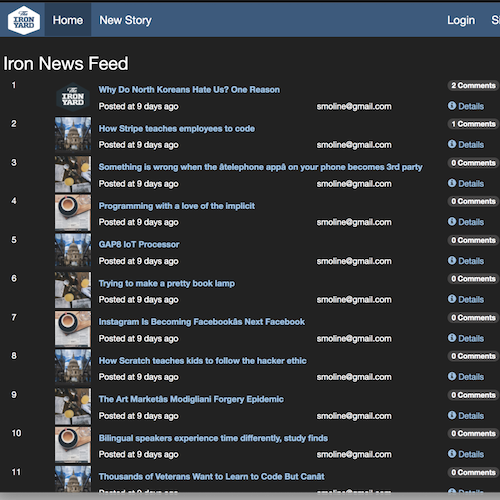 The
IRON
YARD
Home
New Story
Login
Iron News Feed
1
The
IRON
YARD
Why Do North Koreans Hate Us? One Reason
2 Comments
Posted at 9 days ago
smoline@gmail.com
Details
2
How Stripe teaches employees to code
1 Comments
Posted at 9 days ago
smoline@gmail.com
Details
3
Something is wrong when the âtelephone appâ on your phone becomes 3rd party
0 Comments
Posted at 9 days ago
smoline@gmail.com
Details
4
Programming with a love of the implicit
0 Comments
Posted at 9 days ago
smoline@gmail.com
Details
5
GAP8 IoT Processor
0 Comments
Posted at 9 days ago
smoline@gmail.com
Details
6
Trying to make a pretty book lamp
0 Comments
Posted at 9 days ago
smoline@gmail.com
Details
7
Instagram Is Becoming Facebookâs Next Facebook
0 Comments
Posted at 9 days ago
smoline@gmail.com
Details
8
How Scratch teaches kids to follow the hacker ethic
0 Comments
Posted at 9 days ago
smoline@gmail.com
Details
9
The Art Marketâs Modigliani Forgery Epidemic
0 Comments
Posted at 9 days ago
smoline@gmail.com
Details
10
Bilingual speakers experience time differently, study finds
0 Comments
Posted at 9 days ago
smoline@gmail.com
Details
11
Thousands of Veterans Want to Learn to Code But Canât
0 Comments
Posted at 9 days ago
smoline@gmail.com
Details